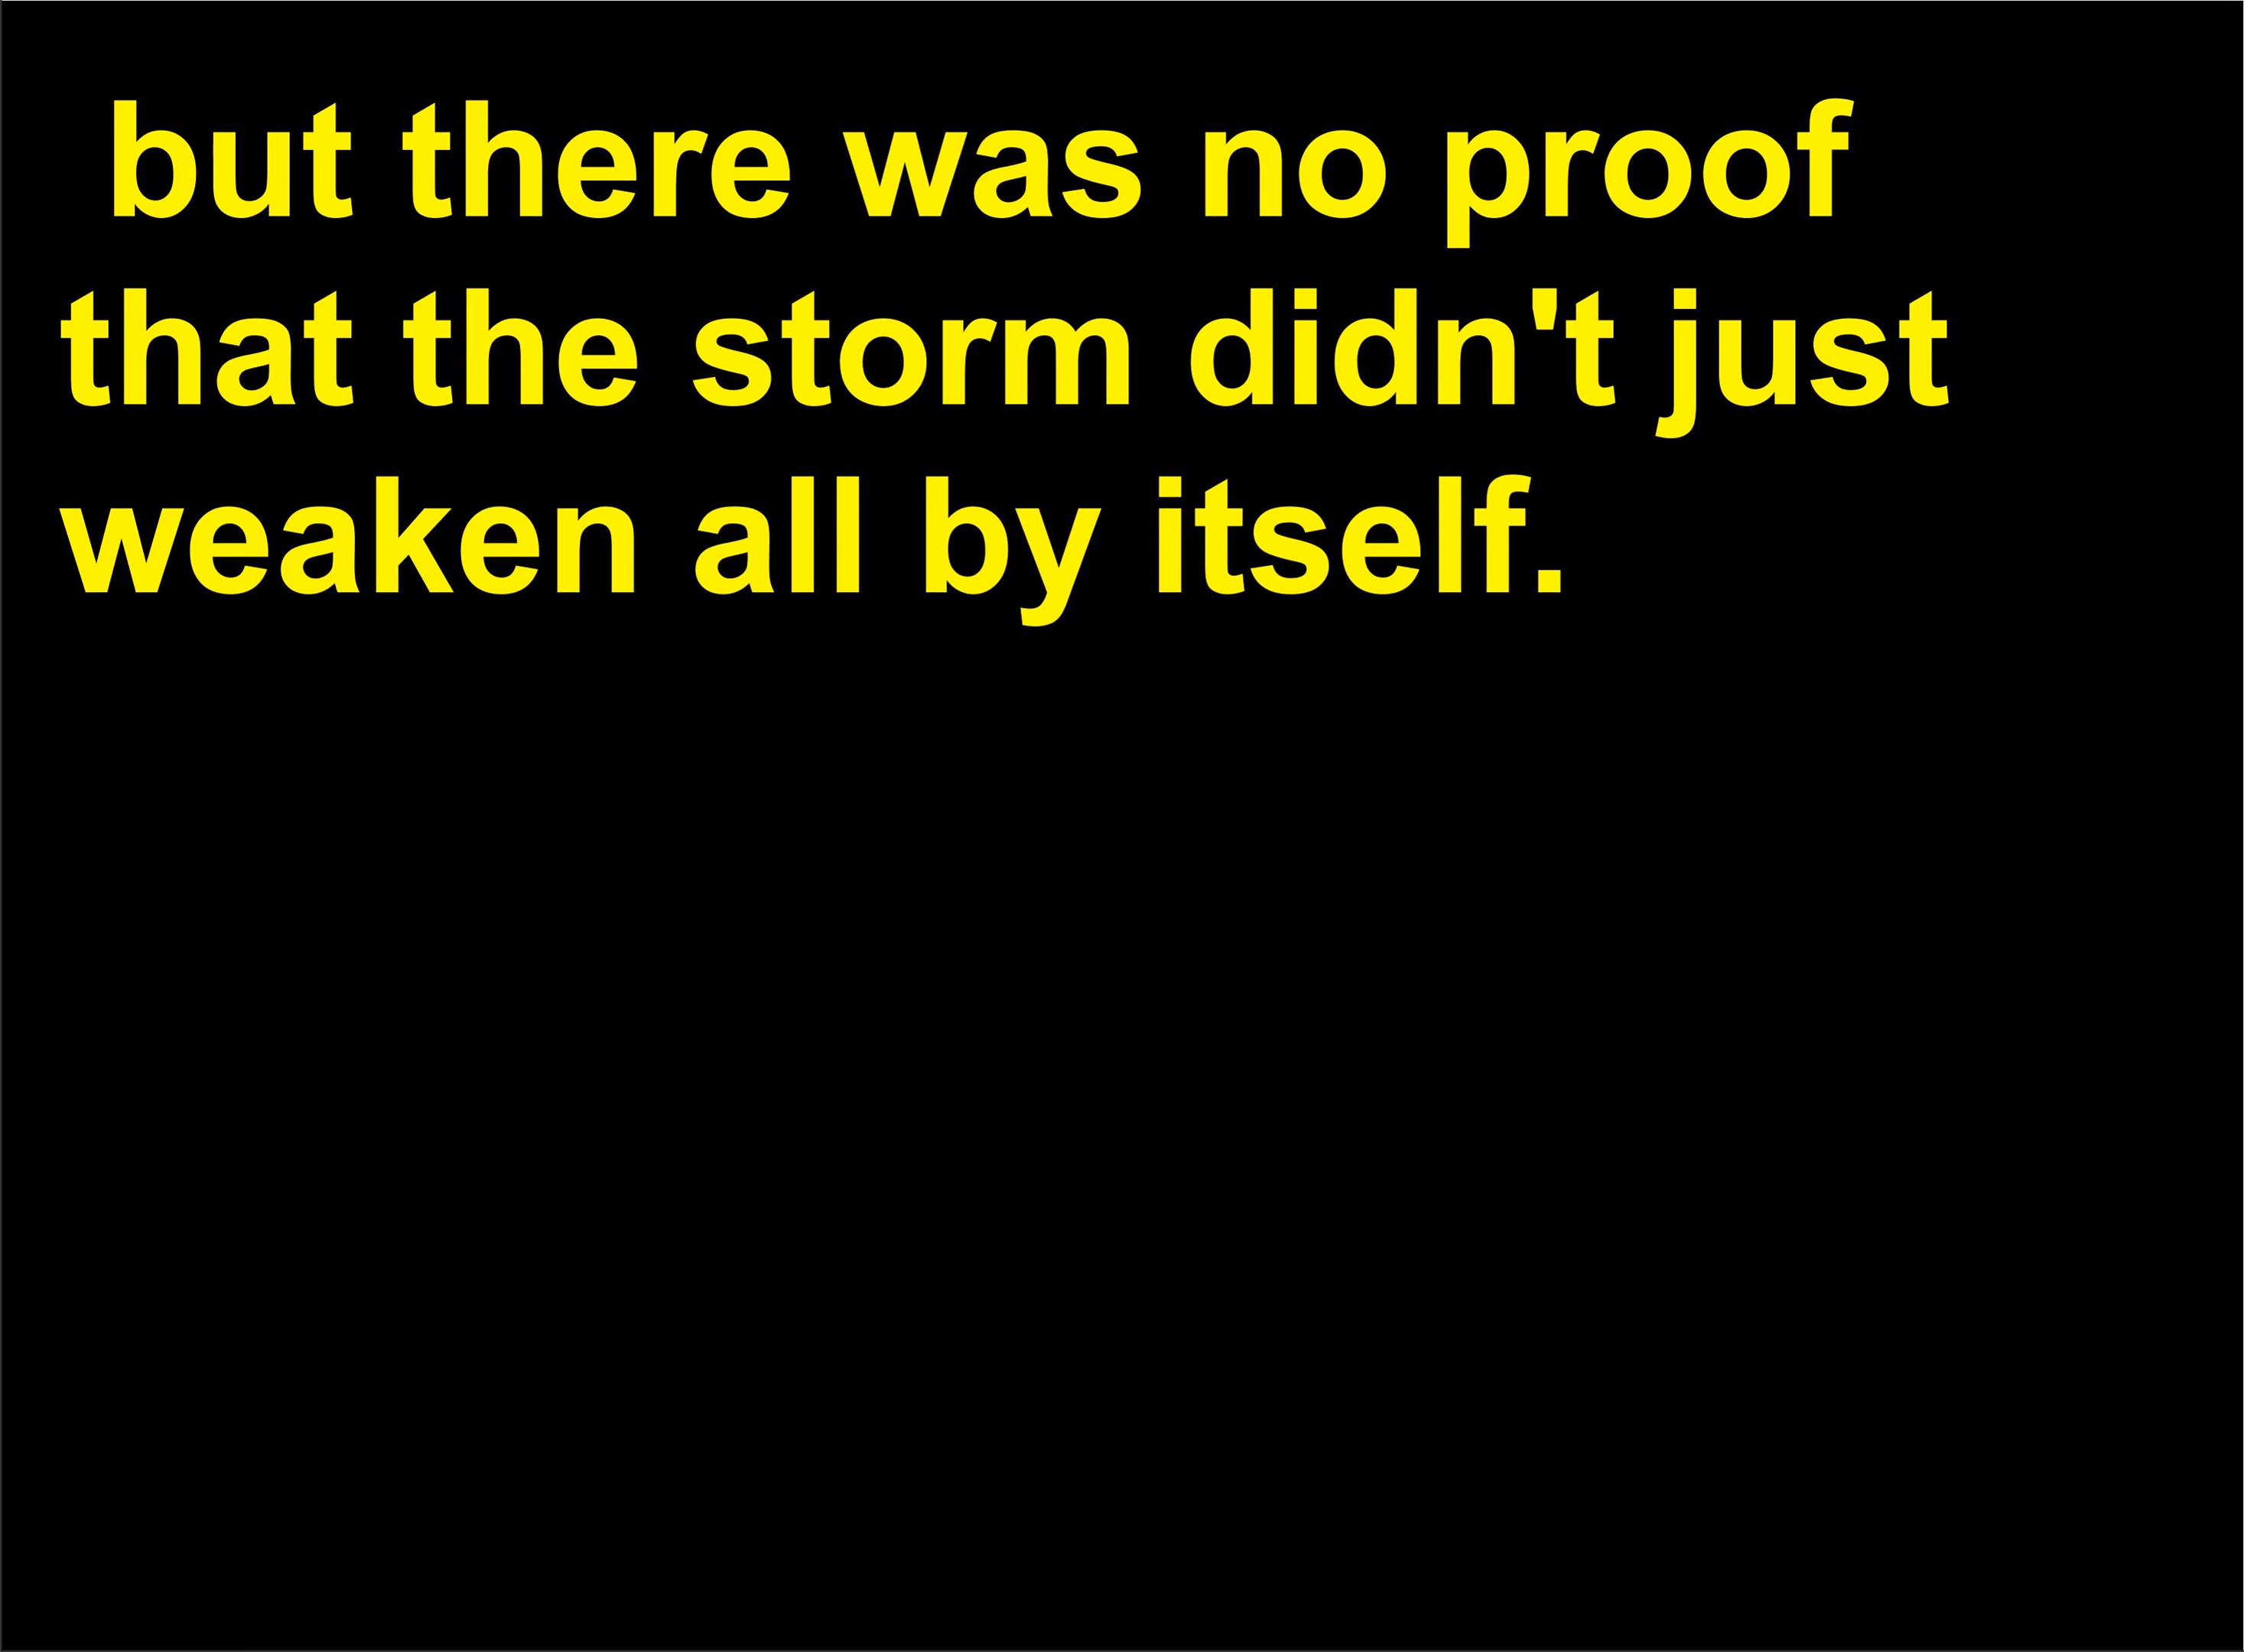 but there was no proof
that the storm didn't just
weaken all by itself.